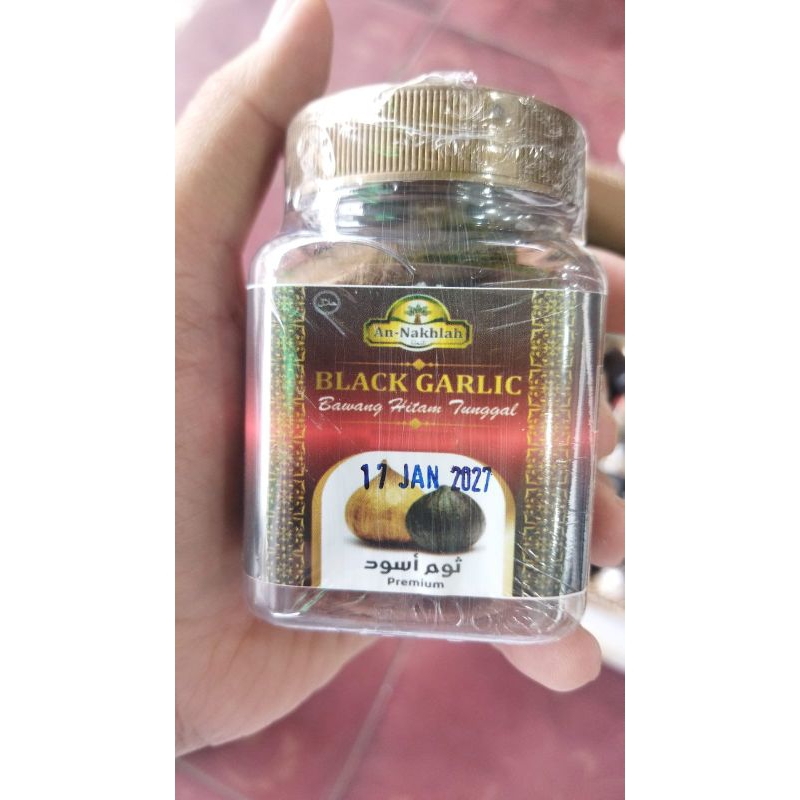 An-Nakhlah
BLACK GARLIC
Bawang Hitam Tunggal
17 JAN 2027
ثوم أسود
Premium